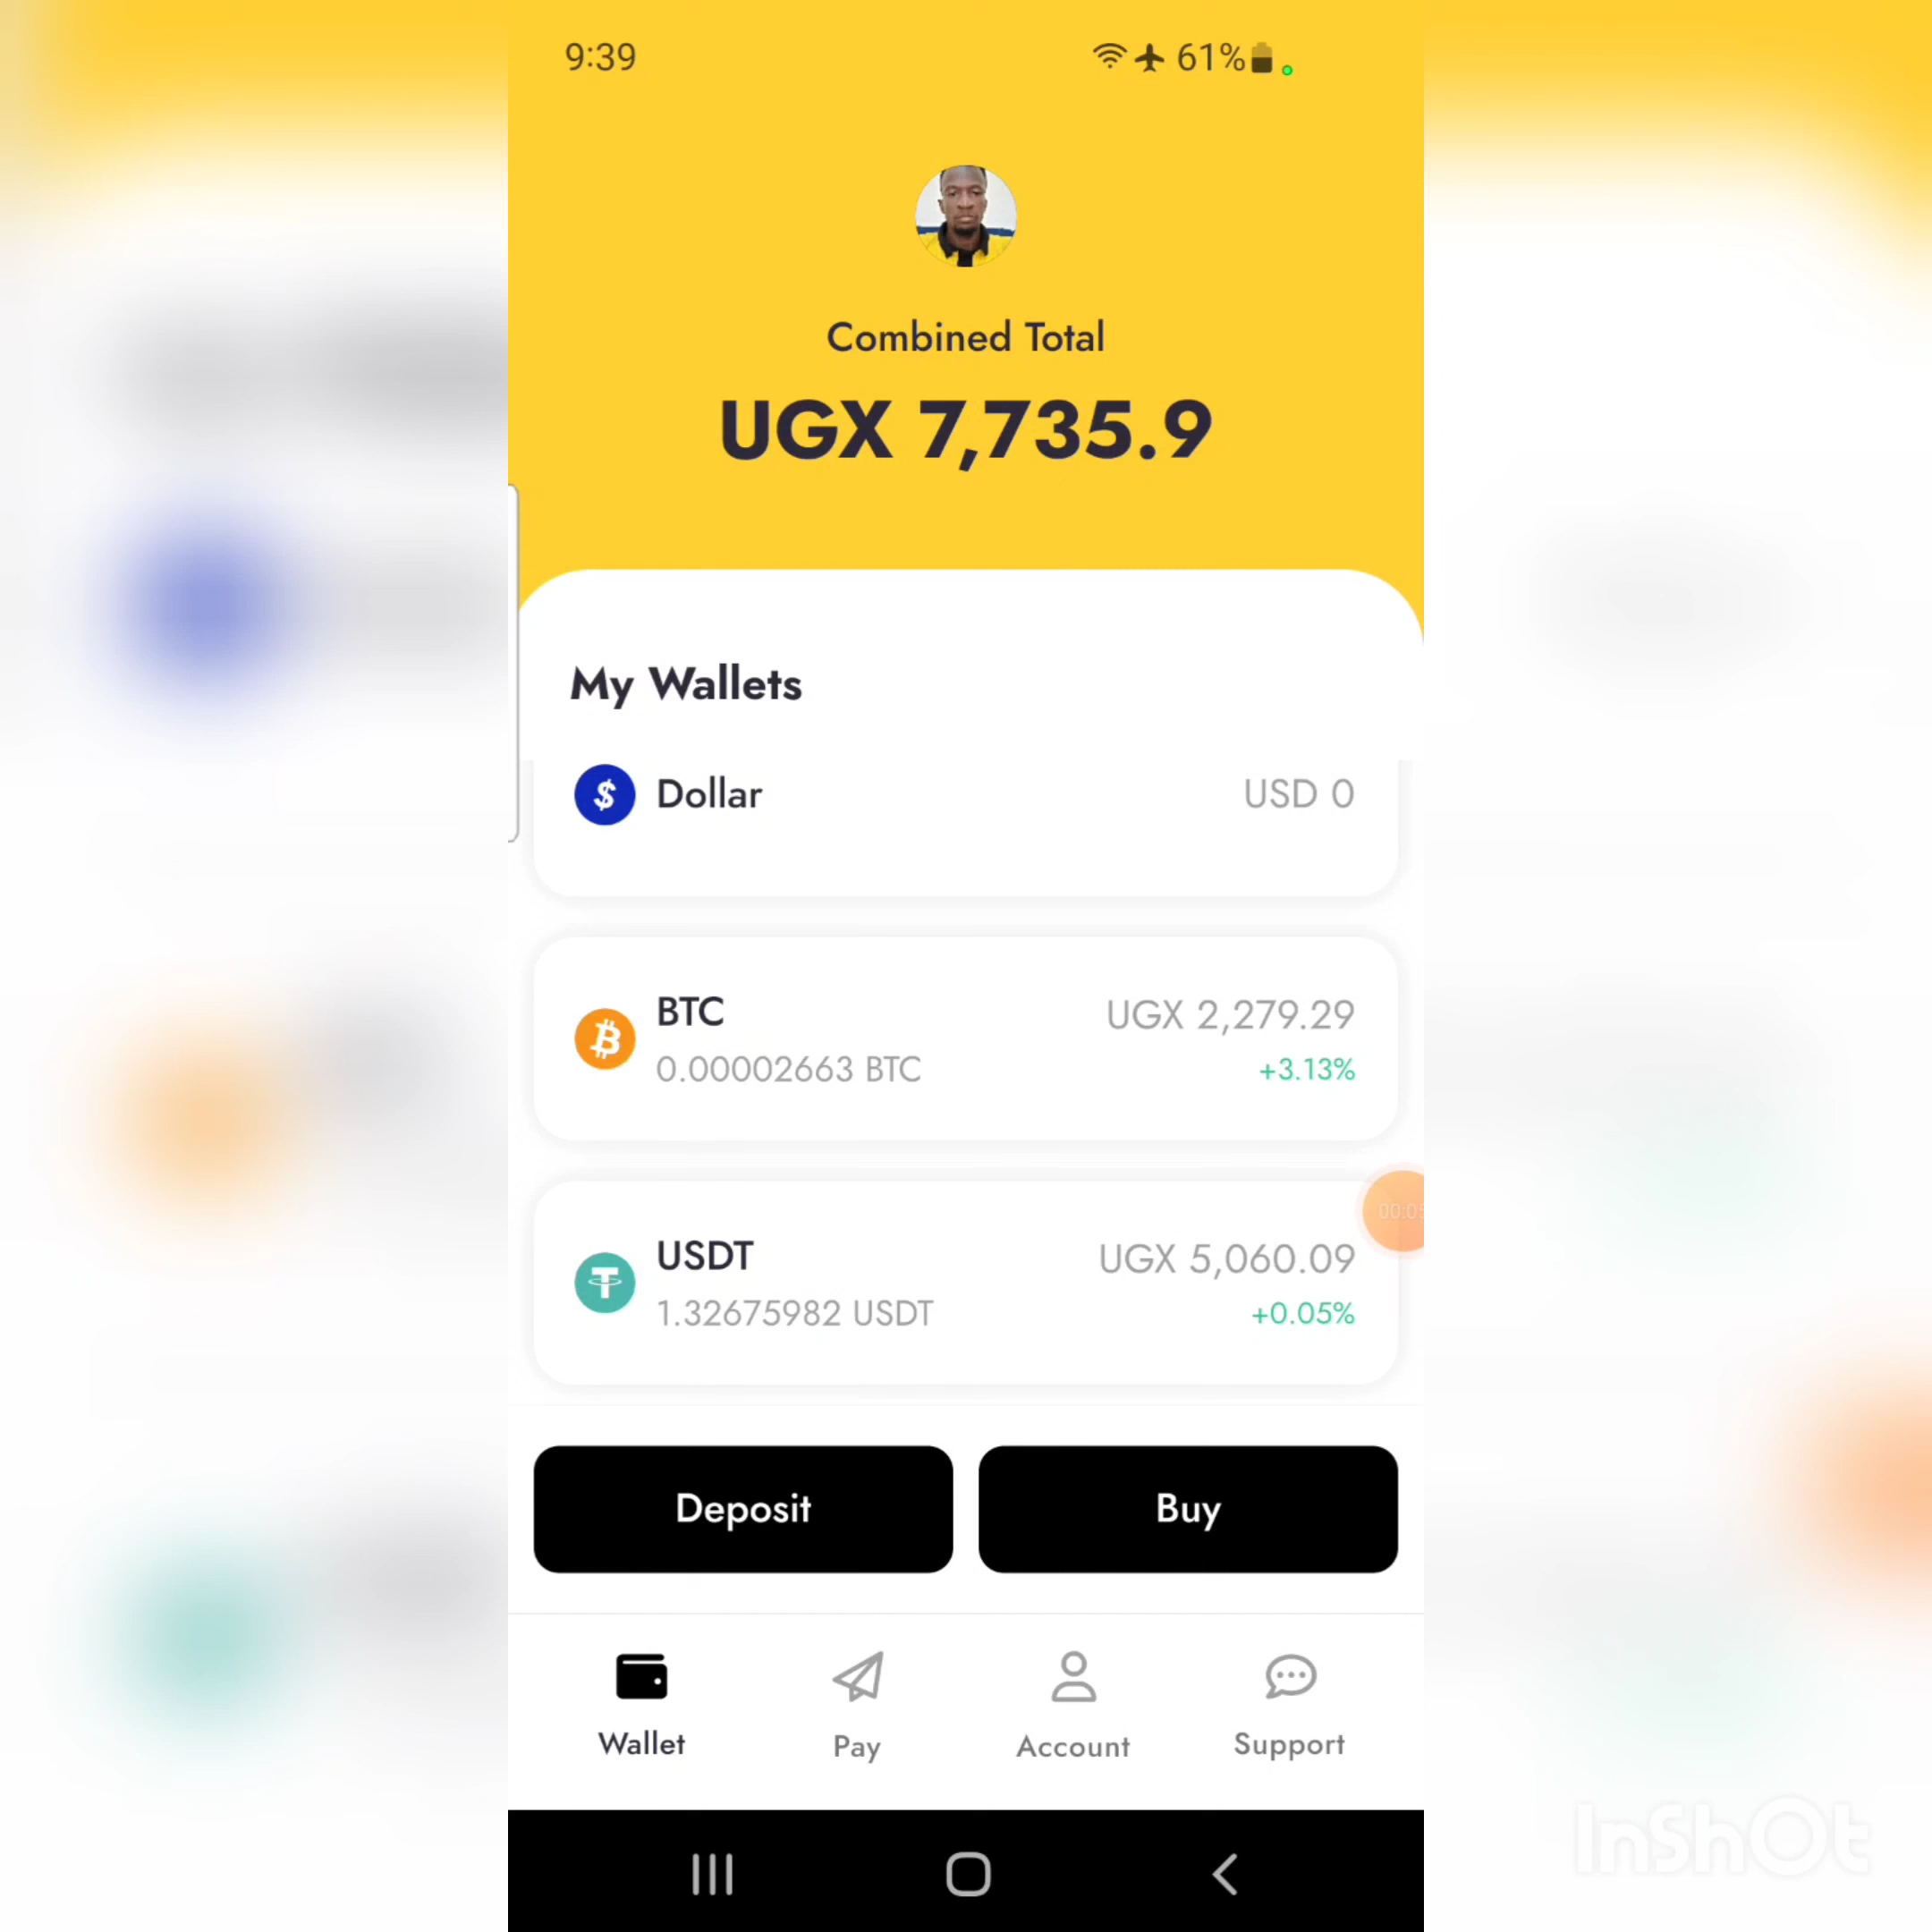 9:39
61%
Combined Total
UGX 7,735.9
My Wallets
Dollar
USD 0
BTC
UGX 2,279.29
0.00002663 BTC
+3.13%
USDT
UGX 5,060.09
1.32675982 USDT
+0.05%
Deposit
Buy
Wallet
Pay
Account
Support
InShOt